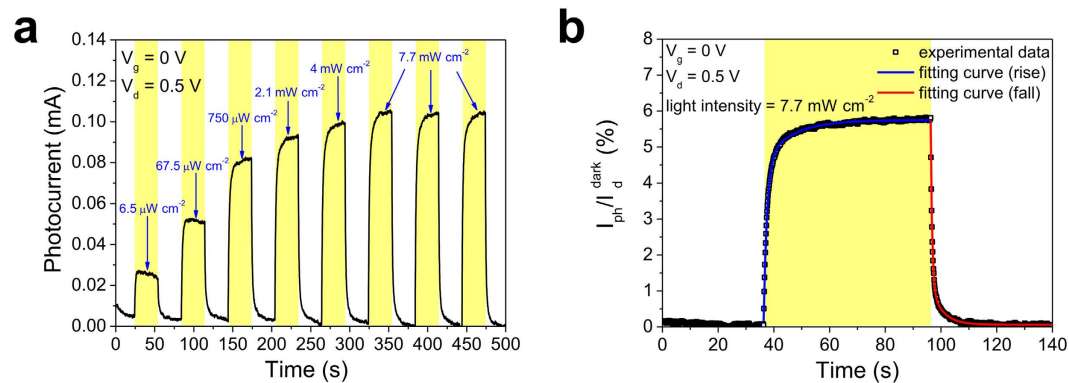 a
V_g = 0 V
V_d = 0.5 V
6.5 μW cm⁻²
67.5 μW cm⁻²
750 μW cm⁻²
2.1 mW cm⁻²
4 mW cm⁻²
7.7 mW cm⁻²
Photocurrent (mA)
0.14
0.12
0.10
0.08
0.06
0.04
0.02
0.00
0 50 100 150 200 250 300 350 400 450 500
Time (s)
b
V_g = 0 V
V_d = 0.5 V
light intensity = 7.7 mW cm⁻²
experimental data
fitting curve (rise)
fitting curve (fall)
I_ph/I_d^dark (%)
8
7
6
5
4
3
2
1
0
0 20 40 60 80 100 120 140
Time (s)